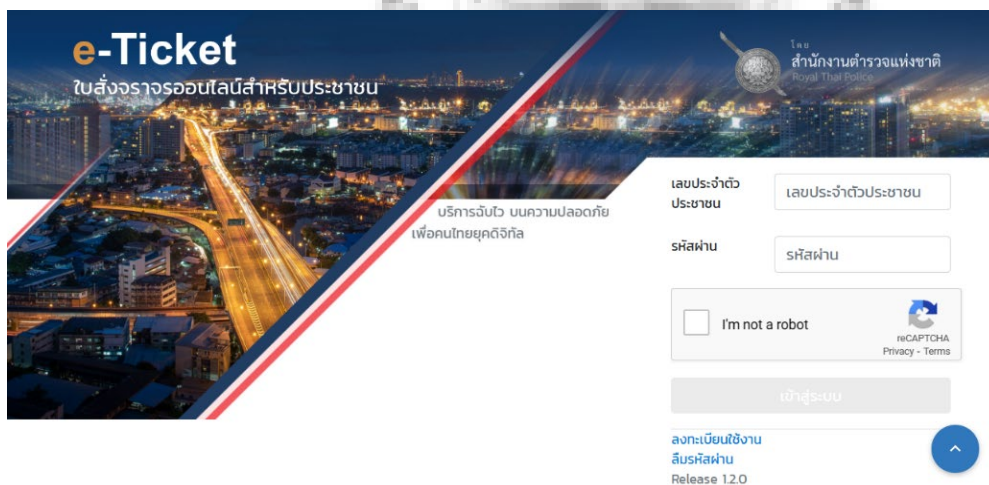 e-Ticket
ใบสั่งจราจรออนไลน์สำหรับประชาชน
โดย
สำนักงานตำรวจแห่งชาติ
Royal Thai Police
บริการฉับไว บนความปลอดภัย
เพื่อคนไทยยุคดิจิทัล
เลขประจำตัว
ประชาชน
เลขประจำตัวประชาชน
รหัสผ่าน
รหัสผ่าน
I'm not a robot
reCAPTCHA
Privacy - Terms
เข้าสู่ระบบ
ลงทะเบียนใช้งาน
ลืมรหัสผ่าน
Release 1.2.0